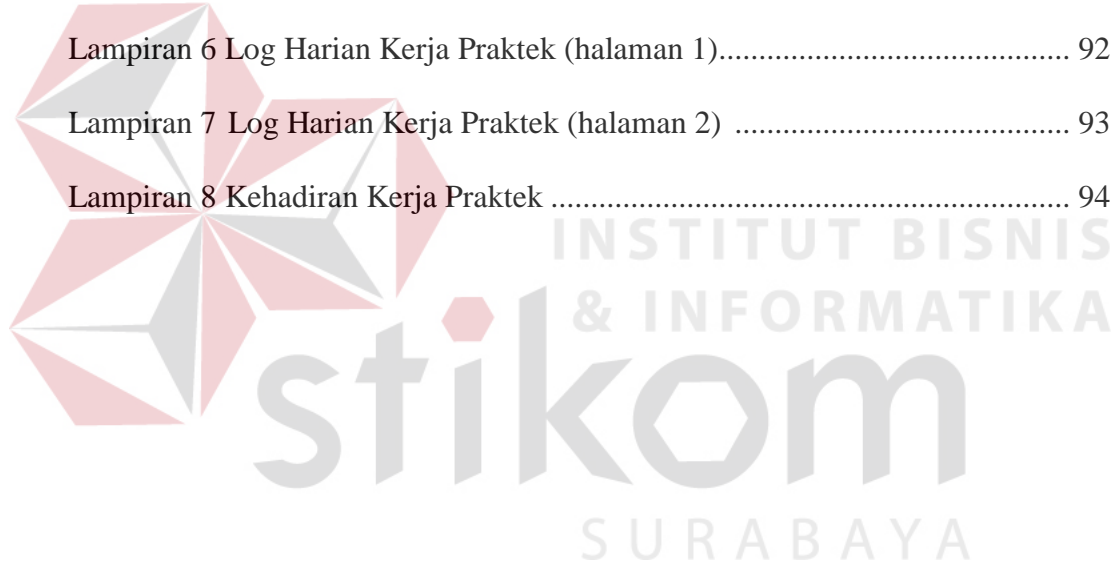 Lampiran 6 Log Harian Kerja Praktek (halaman 1)...................................... 92
Lampiran 7 Log Harian Kerja Praktek (halaman 2) ..................................... 93
Lampiran 8 Kehadiran Kerja Praktek .......................................................... 94
INSTITUT BISNIS
& INFORMATIKA
stikom
SURABAYA